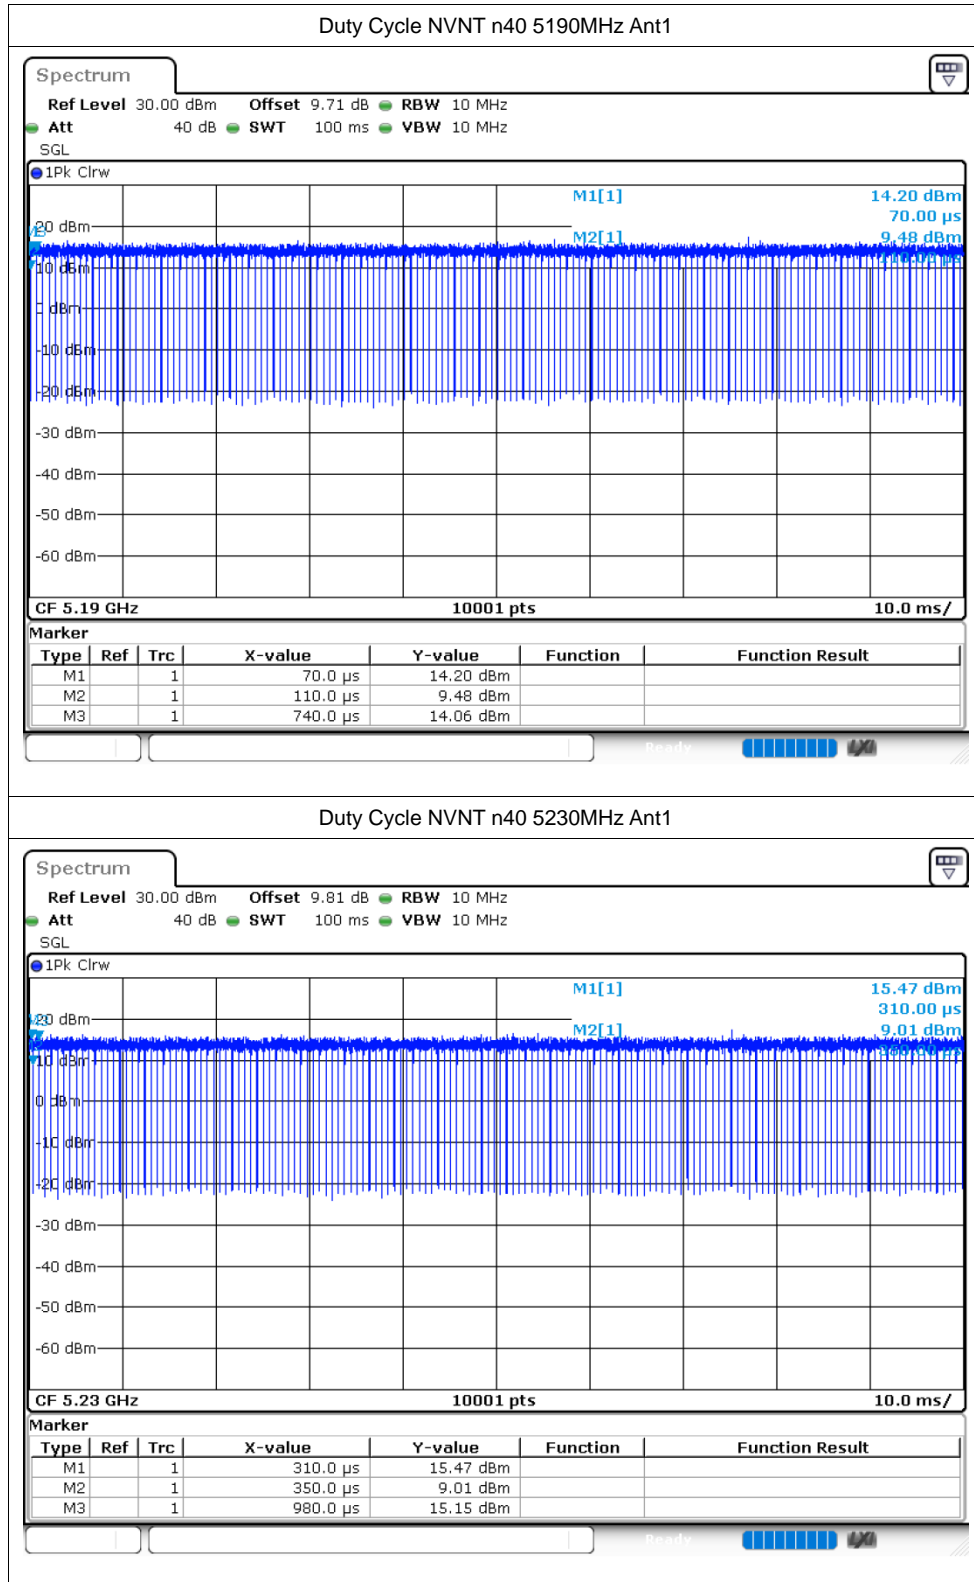 Duty Cycle NVNT n40 5190MHz Ant1
Spectrum
Ref Level 30.00 dBm Offset 9.71 dB RBW 10 MHz
Att 40 dB SWT 100 ms VBW 10 MHz
SGL
1Pk Clrw
M1[1] 14.20 dBm
70.00 µs
20 dBm
M2[1] 9.48 dBm
110.00 µs
10 dBm
0 dBm
-10 dBm
-20 dBm
-30 dBm
-40 dBm
-50 dBm
-60 dBm
CF 5.19 GHz 10001 pts 10.0 ms/
Marker
Type Ref Trc X-value Y-value Function Function Result
M1 1 70.0 µs 14.20 dBm
M2 1 110.0 µs 9.48 dBm
M3 1 740.0 µs 14.06 dBm
Ready
Duty Cycle NVNT n40 5230MHz Ant1
Spectrum
Ref Level 30.00 dBm Offset 9.81 dB RBW 10 MHz
Att 40 dB SWT 100 ms VBW 10 MHz
SGL
1Pk Clrw
M1[1] 15.47 dBm
310.00 µs
20 dBm
M2[1] 9.01 dBm
350.00 µs
10 dBm
0 dBm
-10 dBm
-20 dBm
-30 dBm
-40 dBm
-50 dBm
-60 dBm
CF 5.23 GHz 10001 pts 10.0 ms/
Marker
Type Ref Trc X-value Y-value Function Function Result
M1 1 310.0 µs 15.47 dBm
M2 1 350.0 µs 9.01 dBm
M3 1 980.0 µs 15.15 dBm
Ready